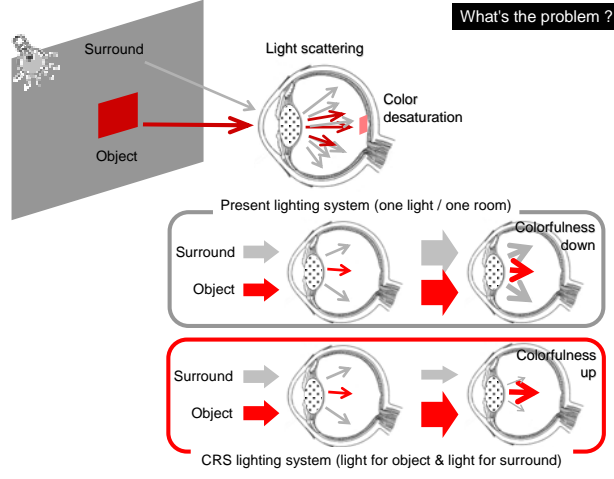 What's the problem ?
Surround
Light scattering
Color
desaturation
Object
Present lighting system (one light / one room)
Colorfulness
down
Surround
Object
Colorfulness
up
Surround
Object
CRS lighting system (light for object & light for surround)